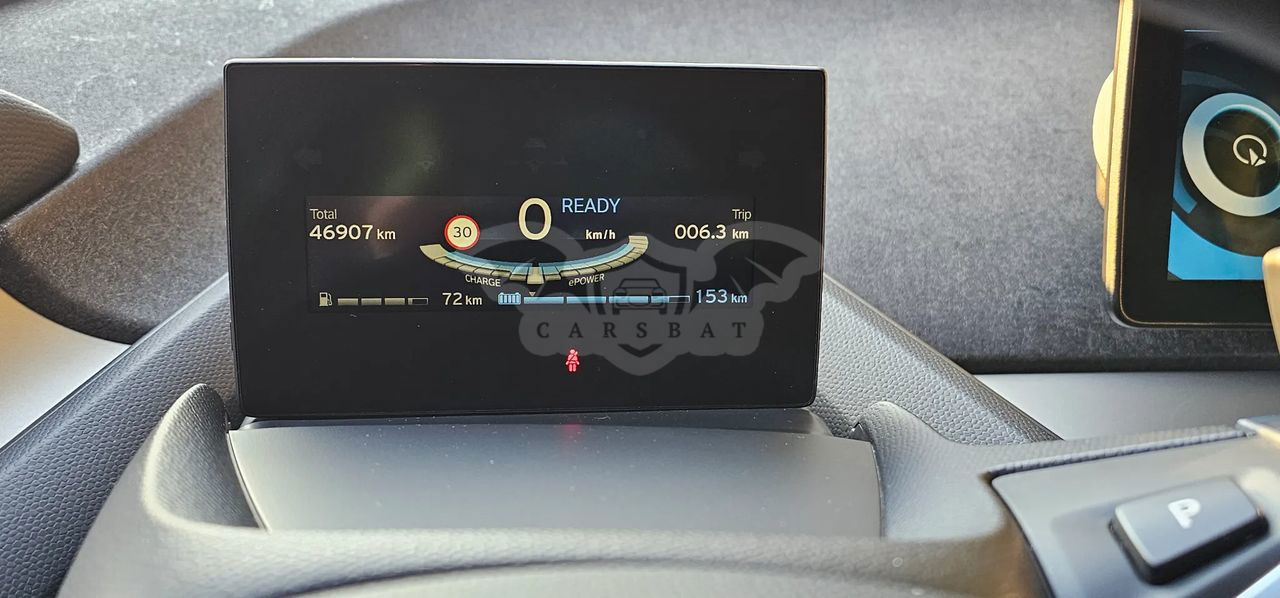 Total
46907 km
30
0 READY
km/h
Trip
006.3 km
CHARGE
ePOWER
72 km
153 km
CARSBAT
P